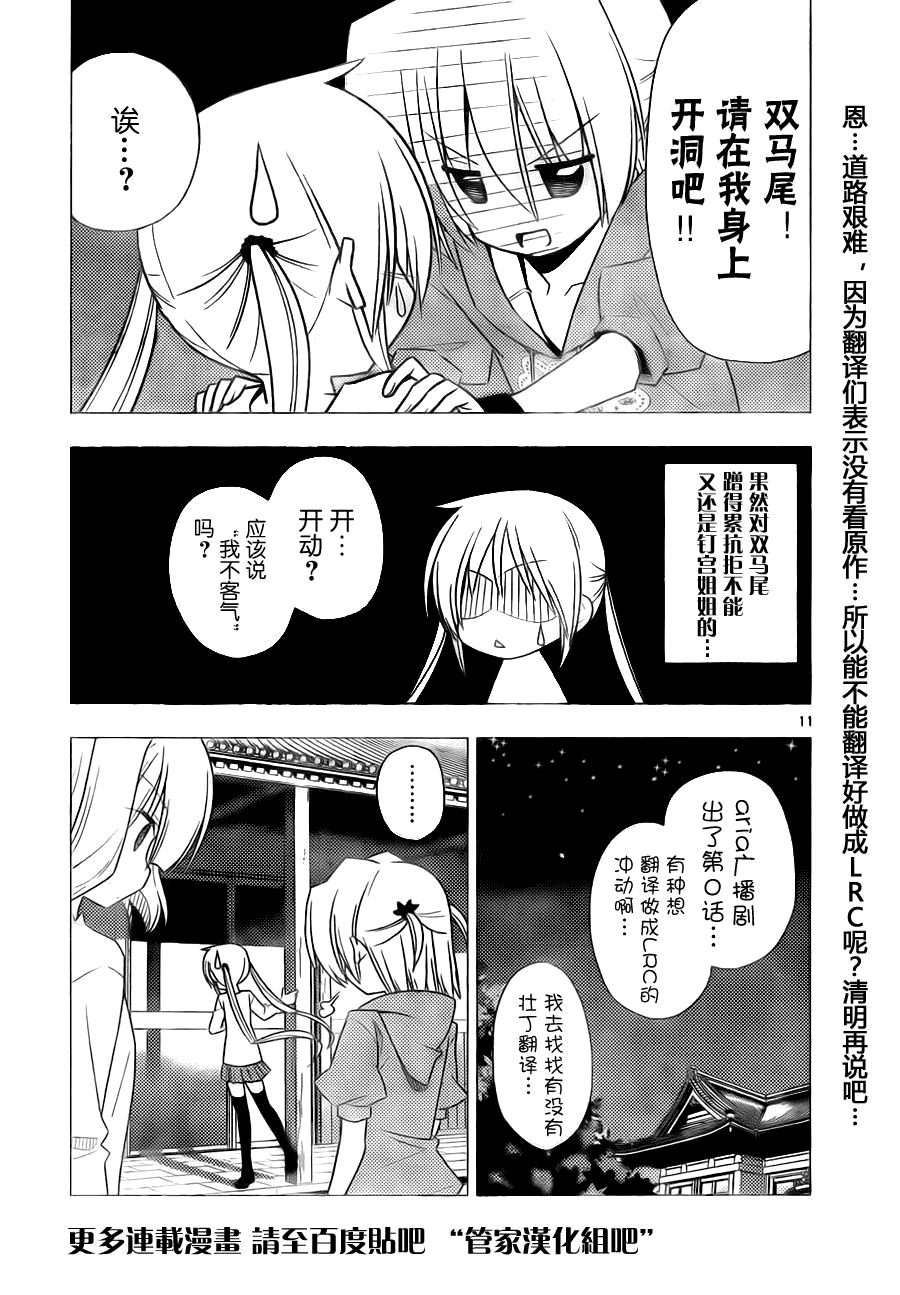 双马尾！
请在我身上
开洞吧！！
诶
…？
果然对双马尾
蹭得累抗拒不能
又还是钉宫姐姐的…
开…
开动？
应该说
“我不客气”
吗？
11
aria广播剧
出了第0话…
有种想
翻译做成LRC的
冲动啊…
我去找找有没有
壮丁翻译…
………
恩…道路艰难，因为翻译们表示没有看原作…所以能不能翻译好做成LRC呢？清明再说吧…
更多連載漫畫 請至百度貼吧 “管家漢化組吧”